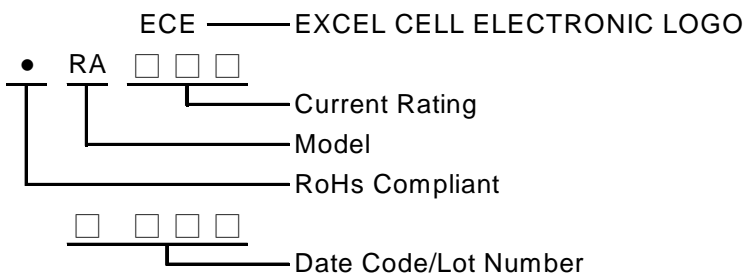 ECE EXCEL CELL ELECTRONIC LOGO
● RA □ □ □
Current Rating
Model
RoHs Compliant
□ □ □ □
Date Code/Lot Number